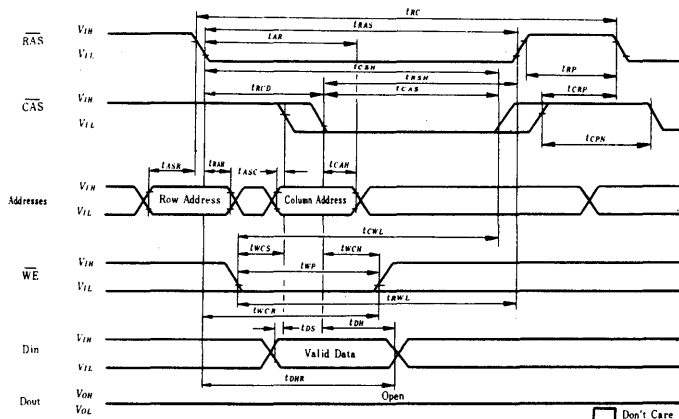 tRC
tRAS
tAR
RAS VIH
VIL
tCSH
tRSH
tRP
tRCD
tCAS
tCRP
CAS VIH
VIL
tCPN
tASR
tRAH
tASC
tCAH
Addresses VIH
VIL
Row Address
Column Address
tCWL
tWCS
tWCH
WE VIH
VIL
tWP
tRWL
tWCR
tDS
tDH
Din VIH
VIL
Valid Data
tDHR
Dout VOH
VOL
Open
Don't Care